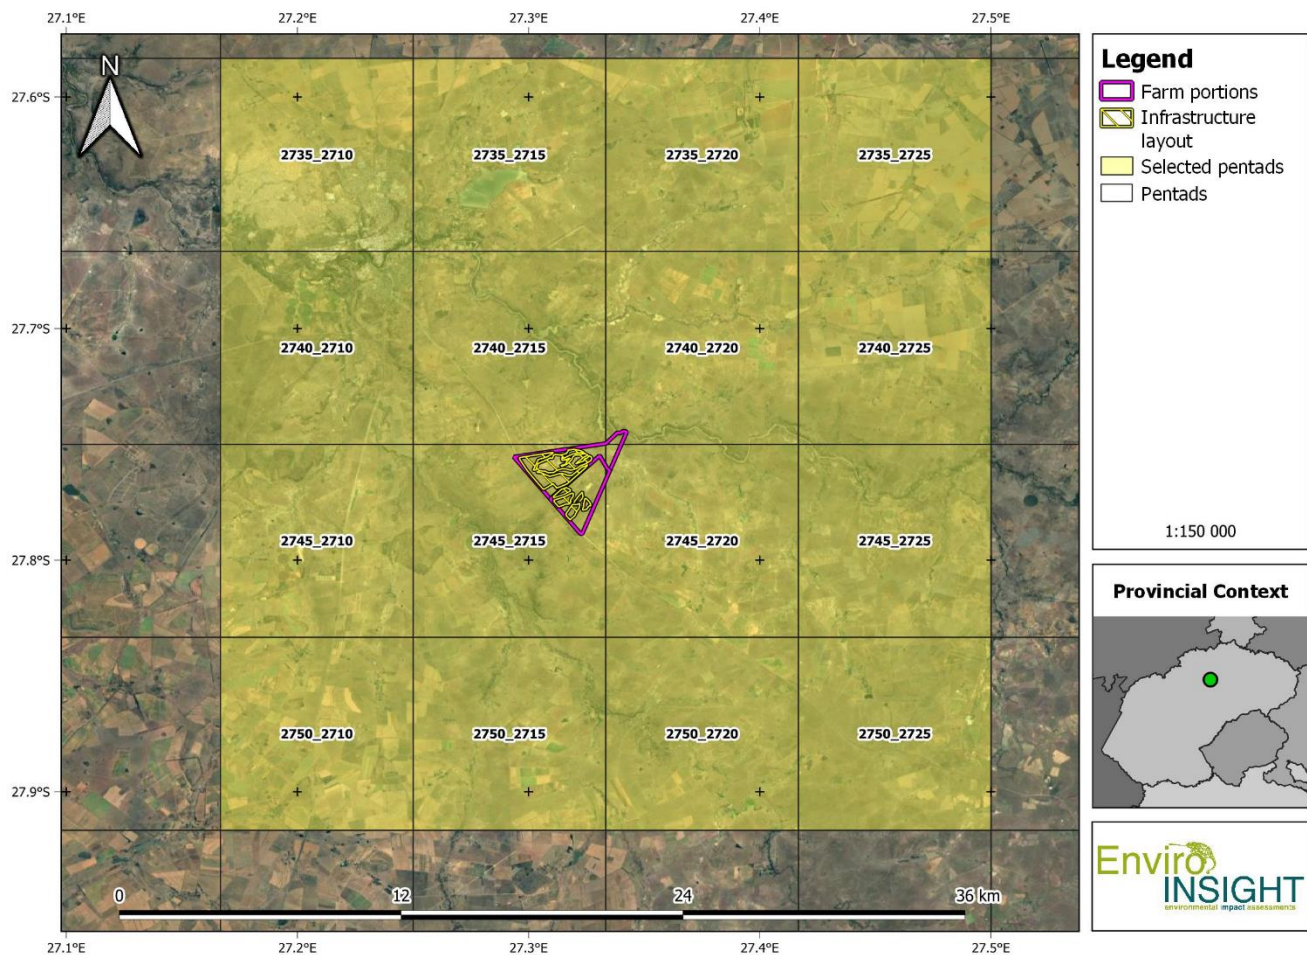 27.1°E 27.2°E 27.3°E 27.4°E 27.5°E
N
27.6°S
2735_2710 2735_2715 2735_2720 2735_2725
27.7°S
2740_2710 2740_2715 2740_2720 2740_2725
2745_2710 2745_2715 2745_2720 2745_2725
27.8°S
2750_2710 2750_2715 2750_2720 2750_2725
27.9°S
0 12 24 36 km
27.1°E 27.2°E 27.3°E 27.4°E 27.5°E
Legend
Farm portions
Infrastructure
layout
Selected pentads
Pentads
1:150 000
Provincial Context
Enviro
INSIGHT
environmental impact assessments